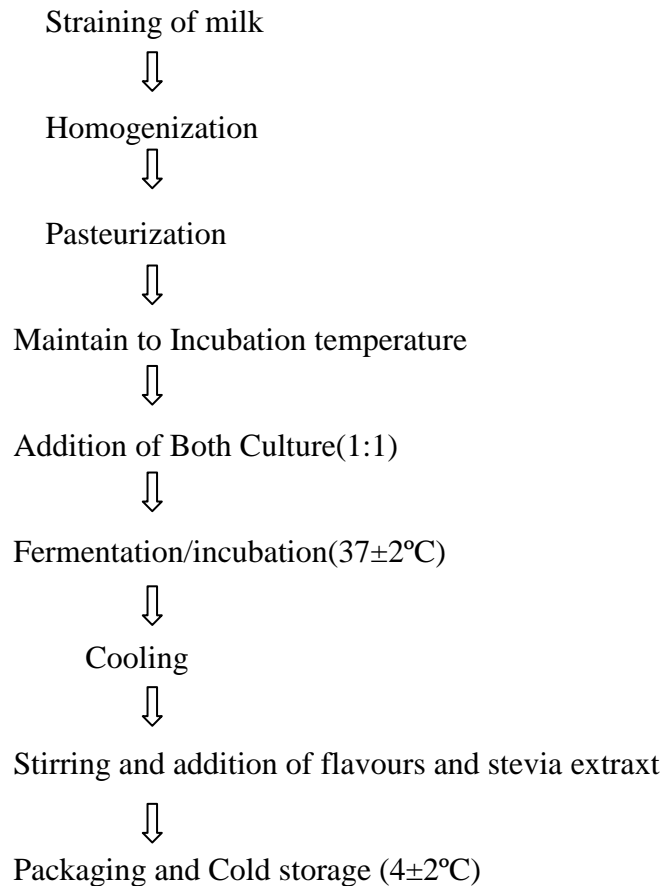 Straining of milk
Homogenization
Pasteurization
Maintain to Incubation temperature
Addition of Both Culture(1:1)
Fermentation/incubation(37±2ºC)
Cooling
Stirring and addition of flavours and stevia extraxt
Packaging and Cold storage (4±2ºC)